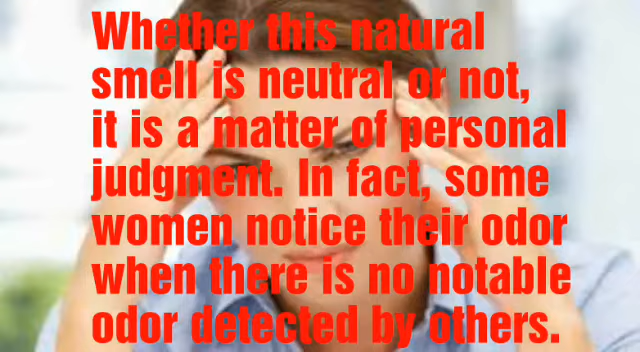 Whether this natural
smell is neutral or not,
it is a matter of personal
judgment. In fact, some
women notice their odor
when there is no notable
odor detected by others.